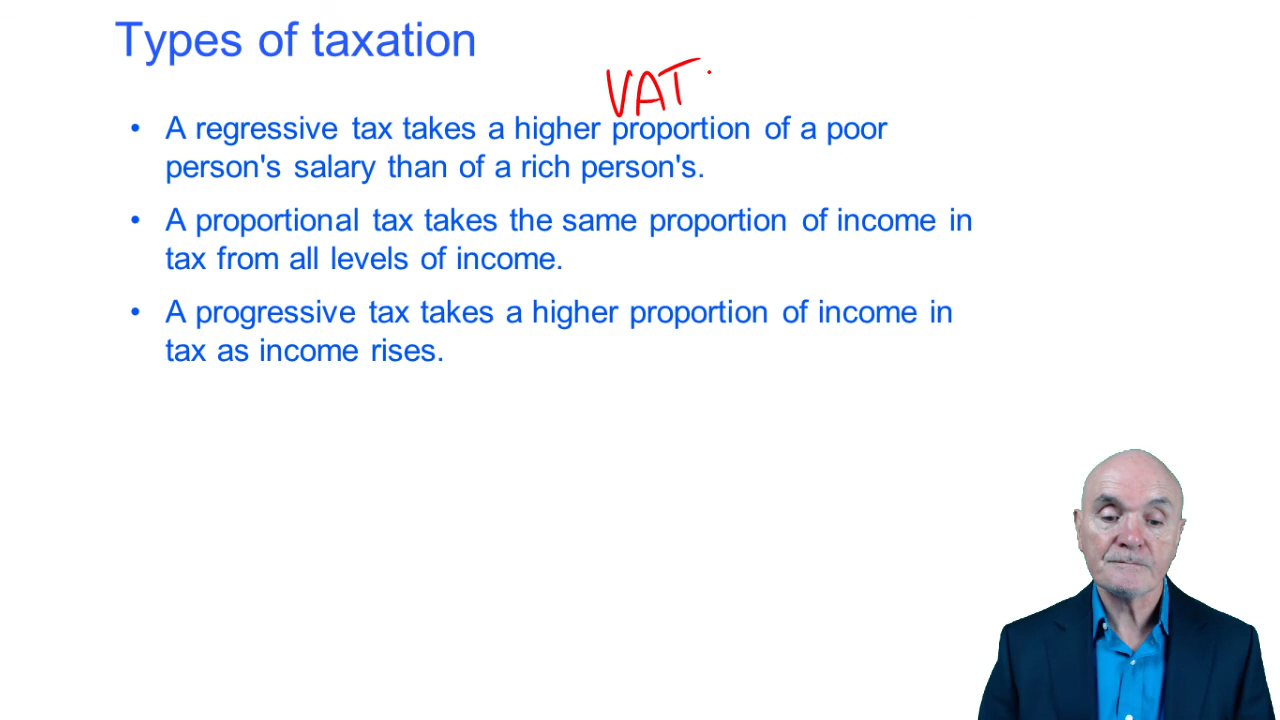 Types of taxation
VAT
• A regressive tax takes a higher proportion of a poor
person's salary than of a rich person's.
• A proportional tax takes the same proportion of income in
tax from all levels of income.
• A progressive tax takes a higher proportion of income in
tax as income rises.